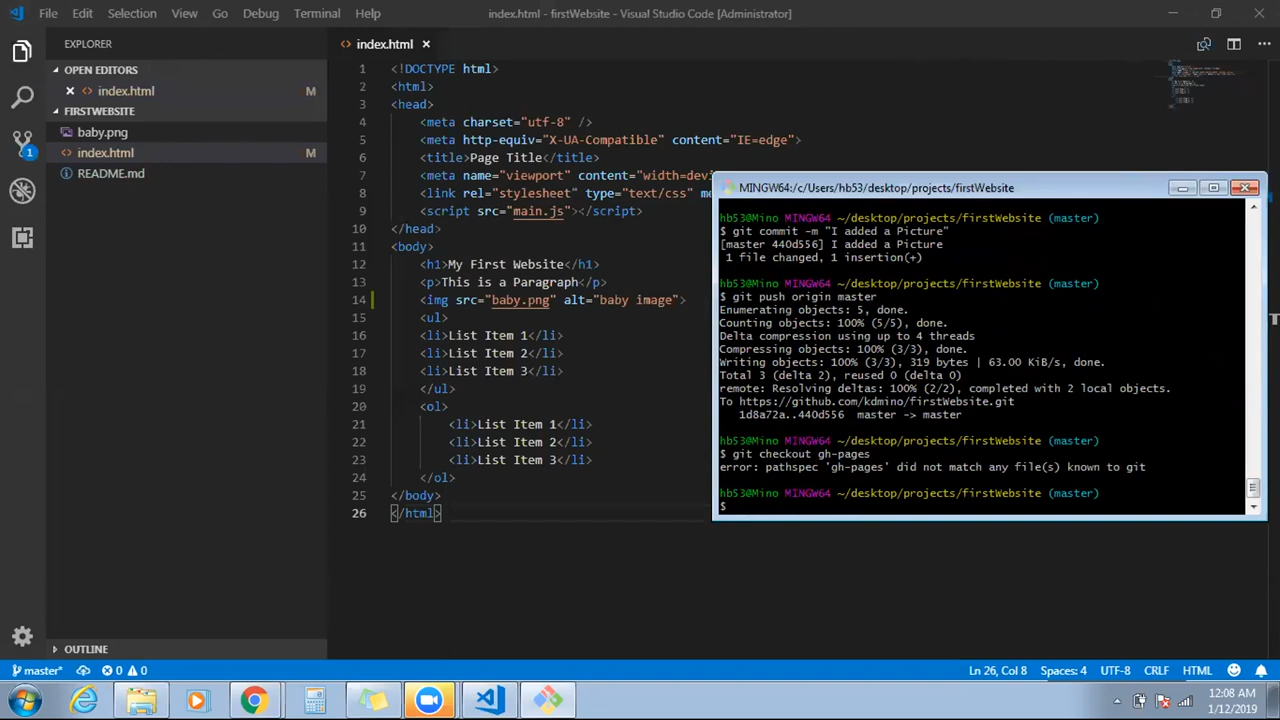 File Edit Selection View Go Debug Terminal Help
index.html - firstWebsite - Visual Studio Code [Administrator]
EXPLORER
OPEN EDITORS
index.html M
FIRSTWEBSITE
baby.png
index.html M
README.md
OUTLINE
1
index.html
1 <!DOCTYPE html>
2 <html>
3 <head>
4 <meta charset="utf-8" />
5 <meta http-equiv="X-UA-Compatible" content="IE=edge">
6 <title>Page Title</title>
7 <meta name="viewport" content="width=devi
8 <link rel="stylesheet" type="text/css" me
9 <script src="main.js"></script>
10 </head>
11 <body>
12 <h1>My First Website</h1>
13 <p>This is a Paragraph</p>
14 <img src="baby.png" alt="baby image">
15 <ul>
16 <li>List Item 1</li>
17 <li>List Item 2</li>
18 <li>List Item 3</li>
19 </ul>
20 <ol>
21 <li>List Item 1</li>
22 <li>List Item 2</li>
23 <li>List Item 3</li>
24 </ol>
25 </body>
26 </html>
MINGW64:/c/Users/hb53/desktop/projects/firstWebsite
hb53@Mino MINGW64 ~/desktop/projects/firstWebsite (master)
$ git commit -m "I added a Picture"
[master 440d556] I added a Picture
1 file changed, 1 insertion(+)
hb53@Mino MINGW64 ~/desktop/projects/firstWebsite (master)
$ git push origin master
Enumerating objects: 5, done.
Counting objects: 100% (5/5), done.
Delta compression using up to 4 threads
Compressing objects: 100% (3/3), done.
Writing objects: 100% (3/3), 319 bytes | 63.00 KiB/s, done.
Total 3 (delta 2), reused 0 (delta 0)
remote: Resolving deltas: 100% (2/2), completed with 2 local objects.
To https://github.com/kdmino/firstWebsite.git
1d8a72a..440d556 master -> master
hb53@Mino MINGW64 ~/desktop/projects/firstWebsite (master)
$ git checkout gh-pages
error: pathspec 'gh-pages' did not match any file(s) known to git
hb53@Mino MINGW64 ~/desktop/projects/firstWebsite (master)
$
master* 0 0 Ln 26, Col 8 Spaces: 4 UTF-8 CRLF HTML
12:08 AM
1/12/2019